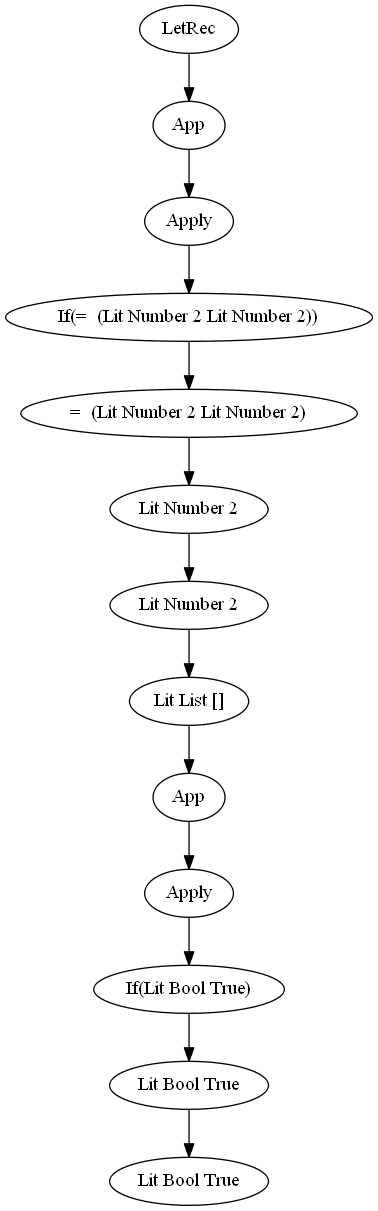 LetRec
App
Apply
If(=  (Lit Number 2 Lit Number 2))
=  (Lit Number 2 Lit Number 2)
Lit Number 2
Lit Number 2
Lit List []
App
Apply
If(Lit Bool True)
Lit Bool True
Lit Bool True